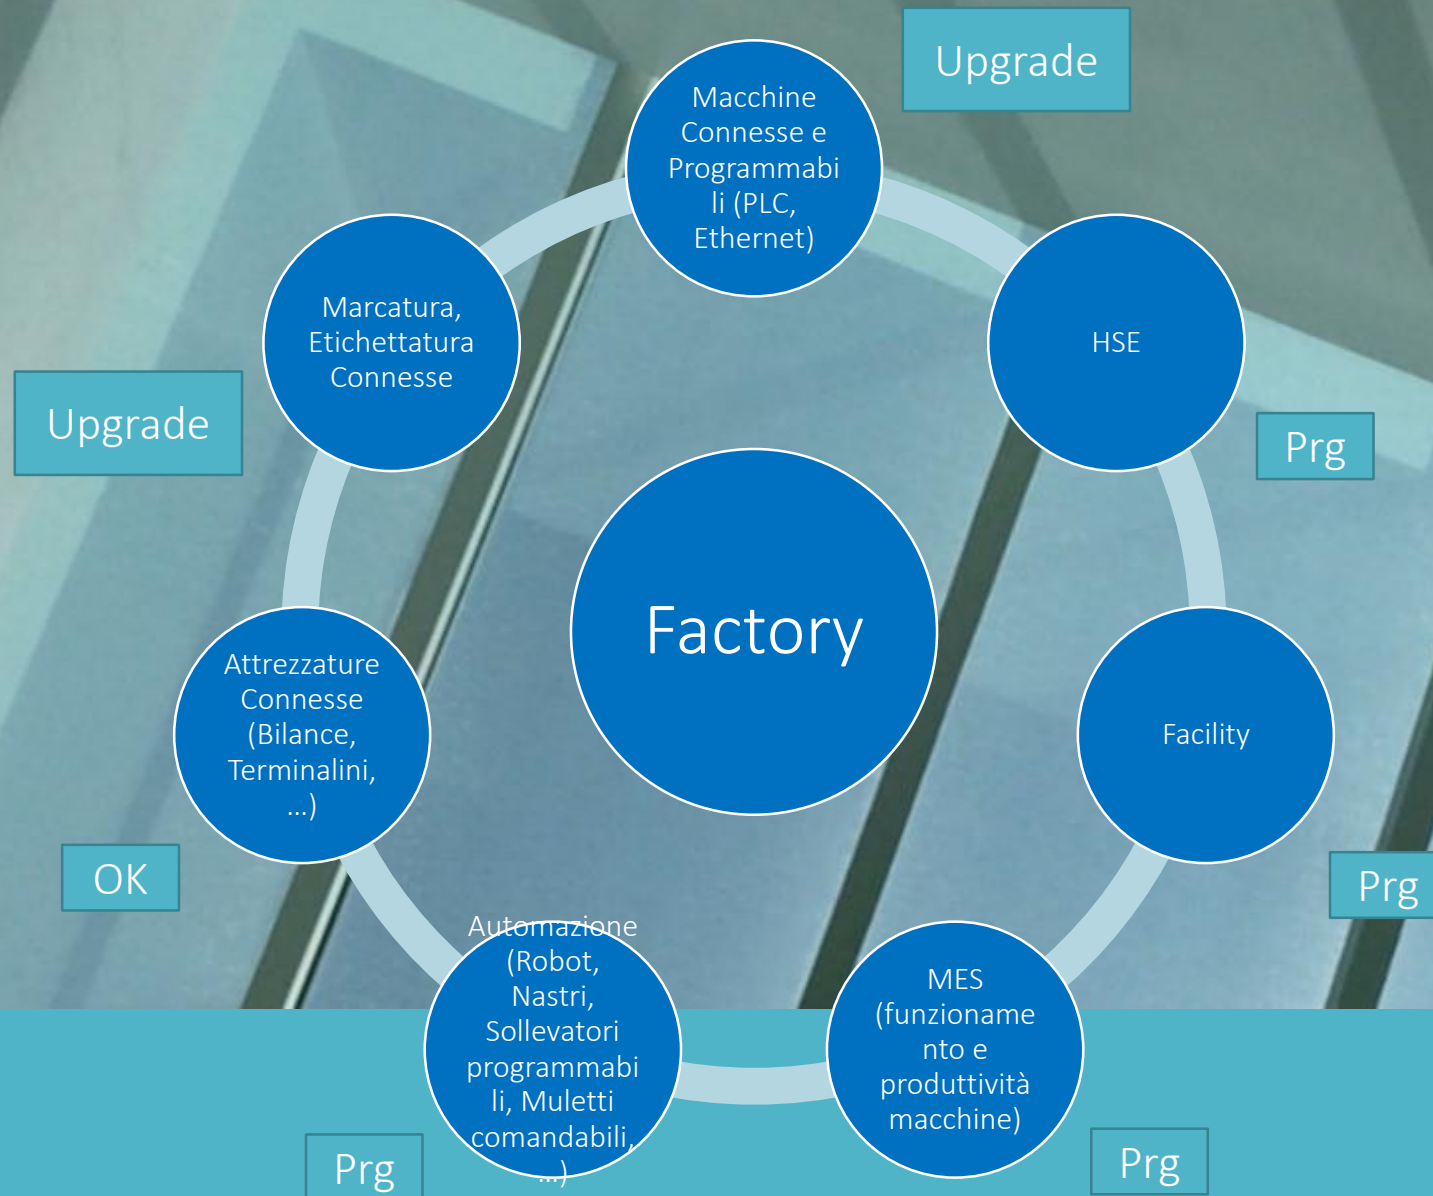 Upgrade
Macchine
Connesse e
Programmabi
li (PLC,
Ethernet)
HSE
Prg
Facility
Prg
MES
(funzioname
nto e
produttività
macchine)
Prg
Automazione
(Robot,
Nastri,
Sollevatori
programmabi
li, Muletti
comandabili,
...)
Prg
Attrezzature
Connesse
(Bilance,
Terminalini,
...)
OK
Marcatura,
Etichettatura
Connesse
Upgrade
Factory